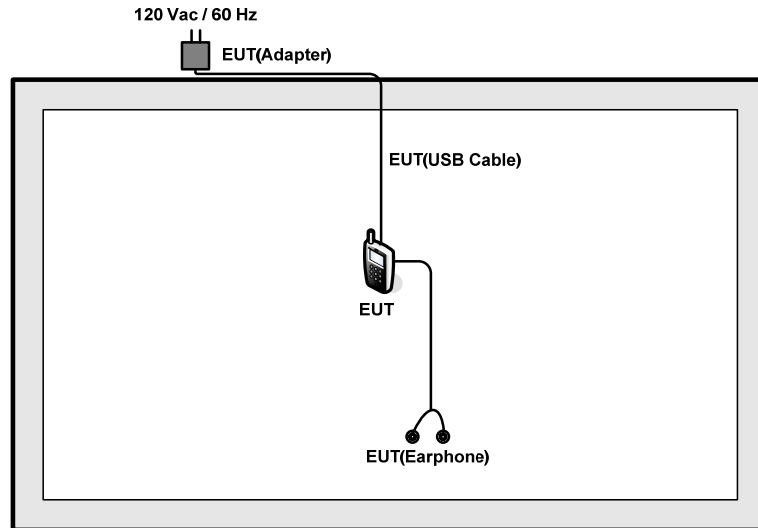 120 Vac / 60 Hz
EUT(Adapter)
EUT(USB Cable)
EUT
EUT(Earphone)